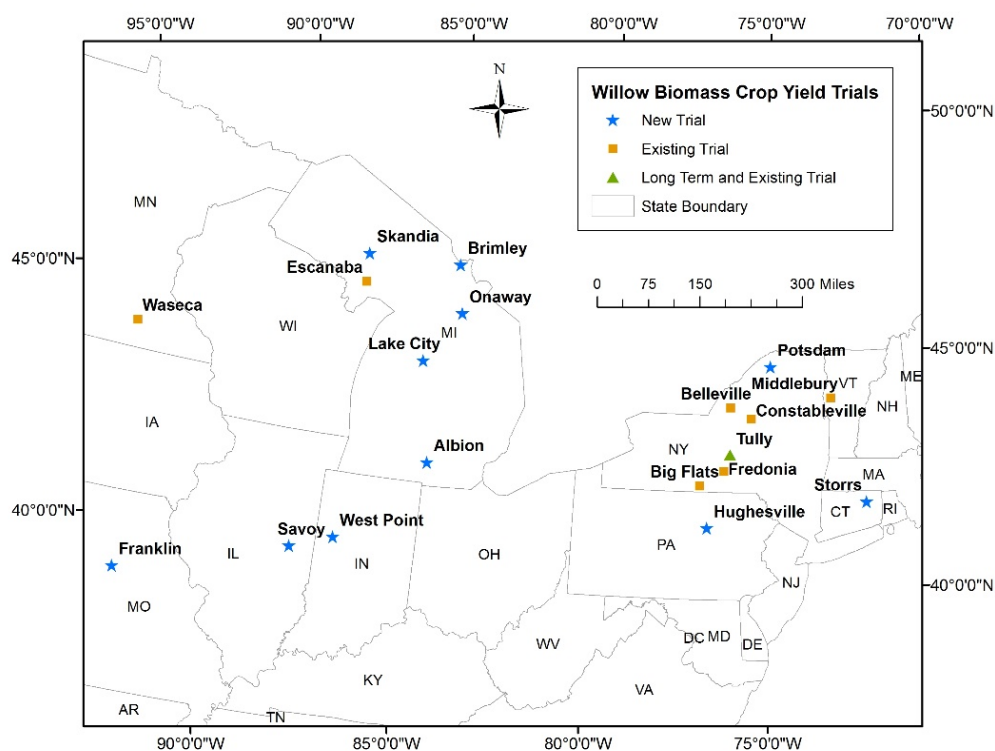 95°0'0"W
90°0'0"W
85°0'0"W
80°0'0"W
75°0'0"W
70°0'0"W
N
Willow Biomass Crop Yield Trials
New Trial
Existing Trial
Long Term and Existing Trial
State Boundary
50°0'0"N
MN
Skandia
Brimley
45°0'0"N
Escanaba
0 75 150 300 Miles
Waseca
Onaway
WI
MI
Lake City
Potsdam
45°0'0"N
Belleville
Middlebury
VT
ME
Constableville
NH
IA
Albion
NY
Tully
Big Flats
Fredonia
MA
Storrs
40°0'0"N
CT
RI
Savoy
West Point
Hughesville
Franklin
IL
IN
OH
PA
NJ
40°0'0"N
MO
WV
DC
MD
DE
KY
VA
AR
TN
90°0'0"W
85°0'0"W
80°0'0"W
75°0'0"W